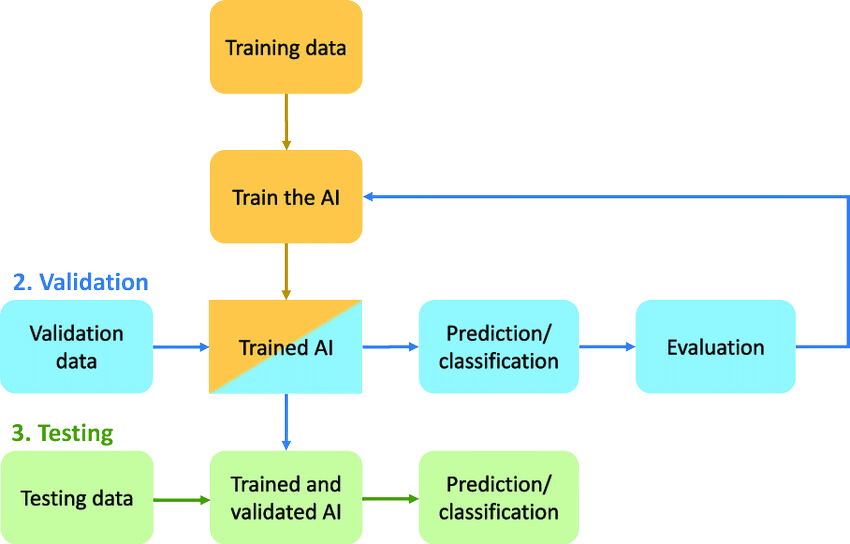 Training data
Train the AI
2. Validation
Validation
data
Trained AI
Prediction/
classification
Evaluation
3. Testing
Testing data
Trained and
validated AI
Prediction/
classification